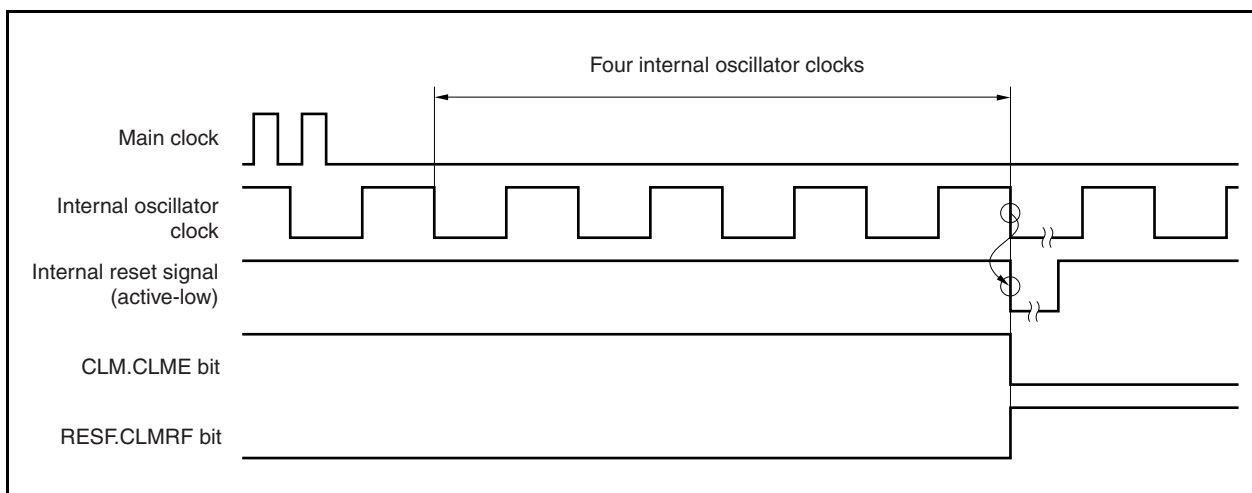 Four internal oscillator clocks
Main clock
Internal oscillator
clock
Internal reset signal
(active-low)
CLM.CLME bit
RESF.CLMRF bit